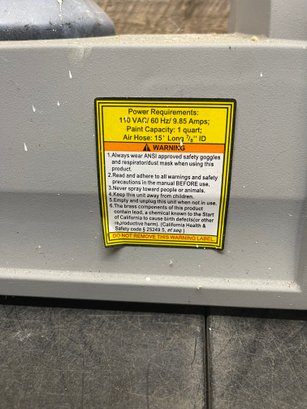 Power Requirements:
110 VAC/ 60 Hz/ 9.85 Amps;
Paint Capacity: 1 quart;
Air Hose: 15' Long 7/8" ID
WARNING
1. Always wear ANSI approved safety goggles
and respirator/dust mask when using this
product.
2. Read and adhere to all warnings and safety
precautions in the manual BEFORE use.
3. Never spray toward people or animals.
4. Keep this unit away from children.
5. Empty and unplug this unit when not in use.
6. The brass components of this product
contain lead, a chemical known to the Start
of California to cause birth defects(or other
reproductive harm). (California Health &
Safety code § 25249.5, et seq.)
DO NOT REMOVE THIS WARNING LABEL